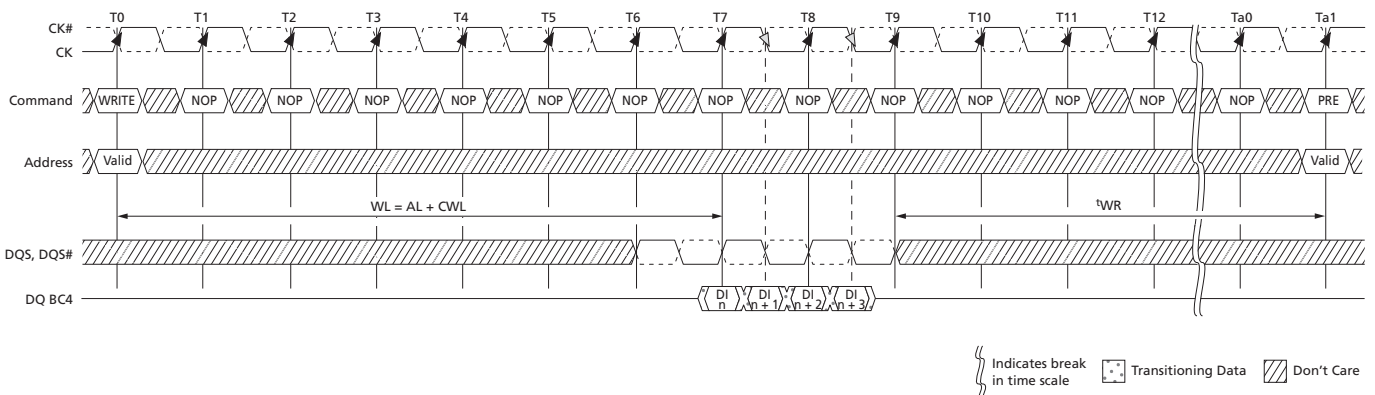 T0 T1 T2 T3 T4 T5 T6 T7 T8 T9 T10 T11 T12 Ta0 Ta1
CK#
CK
Command WRITE NOP NOP NOP NOP NOP NOP NOP NOP NOP NOP NOP NOP NOP PRE
Address Valid Valid
WL = AL + CWL tWR
DQS, DQS#
DQ BC4 DI n DI n + 1 DI n + 2 DI n + 3
Indicates break in time scale
Transitioning Data
Don't Care